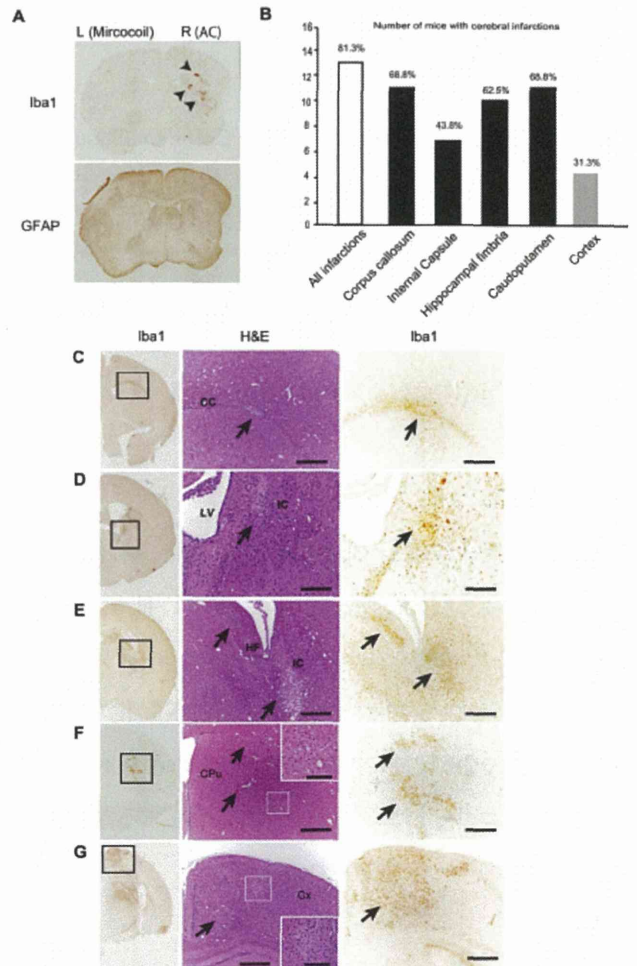 A
L (Mircocoil) R (AC)
Iba1
GFAP
B
Number of mice with cerebral infarctions
16
14
12
10
8
6
4
2
0
81.3%
68.8%
43.8%
62.5%
68.8%
31.3%
All infarctions
Corpus callosum
Internal Capsule
Hippocampal fimbria
Caudoputamen
Cortex
Iba1 H&E Iba1
C
CC
D
LV IC
E
HF IC
F
CPu
G
Cx